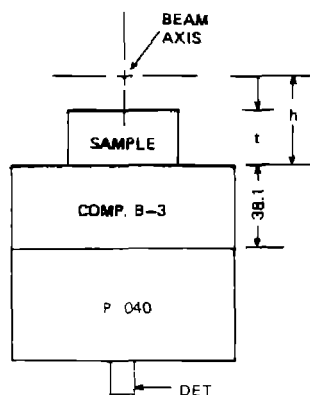 BEAM
AXIS
h
t
SAMPLE
COMP. B-3
38.1
P 040
DET